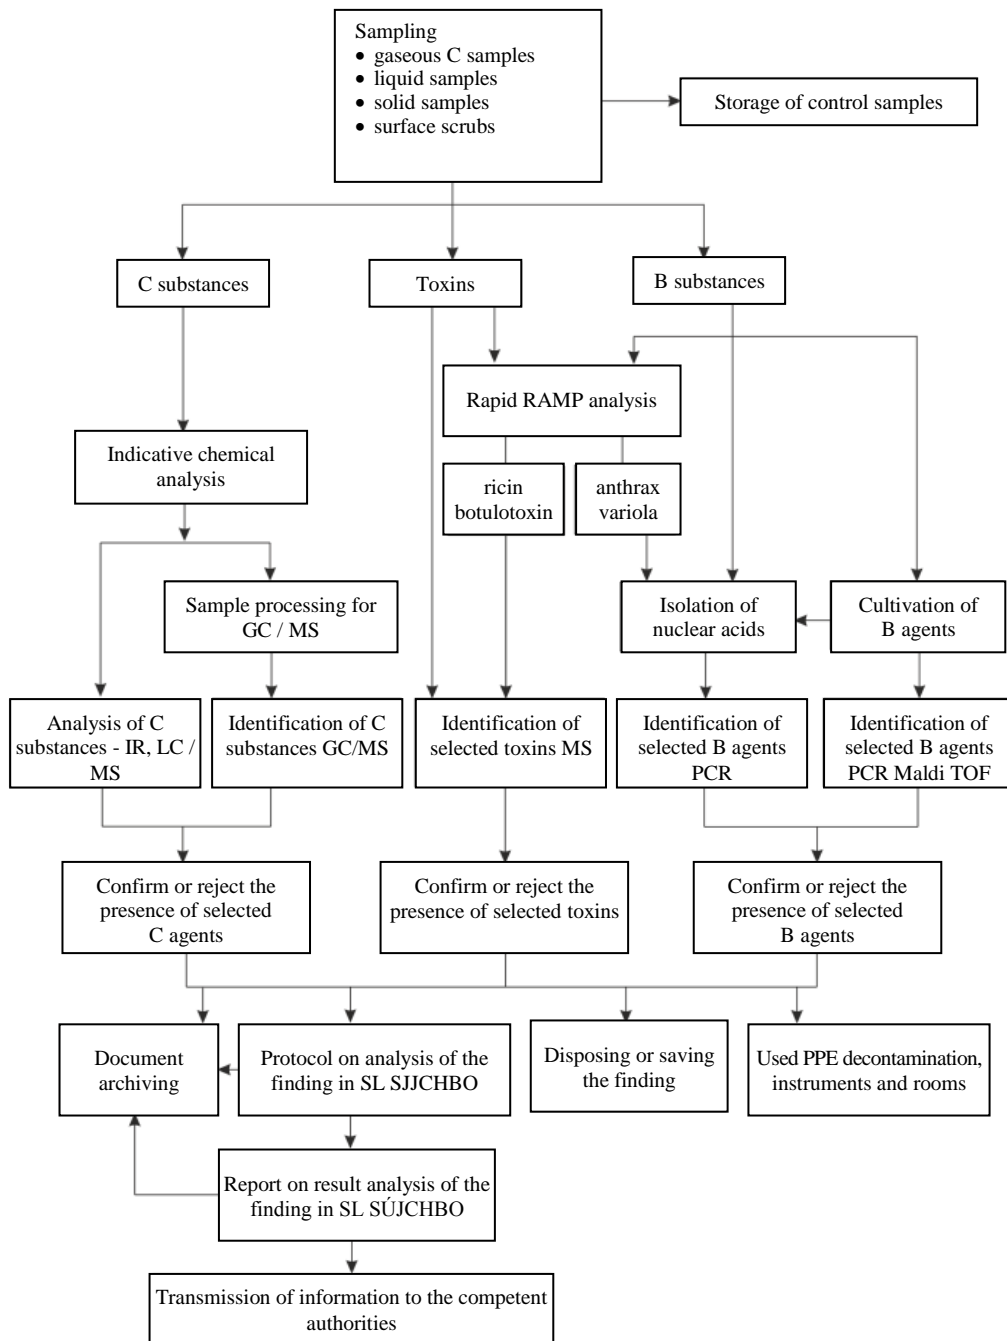 Sampling
• gaseous C samples
• liquid samples
• solid samples
• surface scrubs
Storage of control samples
C substances
Toxins
B substances
Rapid RAMP analysis
Indicative chemical
analysis
ricin
botulotoxin
anthrax
variola
Sample processing for
GC / MS
Isolation of
nuclear acids
Cultivation of
B agents
Analysis of C
substances - IR, LC /
MS
Identification of C
substances GC/MS
Identification of
selected toxins MS
Identification of
selected B agents
PCR
Identification of
selected B agents
PCR Maldi TOF
Confirm or reject the
presence of selected
C agents
Confirm or reject the
presence of selected toxins
Confirm or reject the
presence of selected
B agents
Document
archiving
Protocol on analysis of the
finding in SL SJJCHBO
Disposing or saving
the finding
Used PPE decontamination,
instruments and rooms
Report on result analysis of the
finding in SL SÚJCHBO
Transmission of information to the competent
authorities